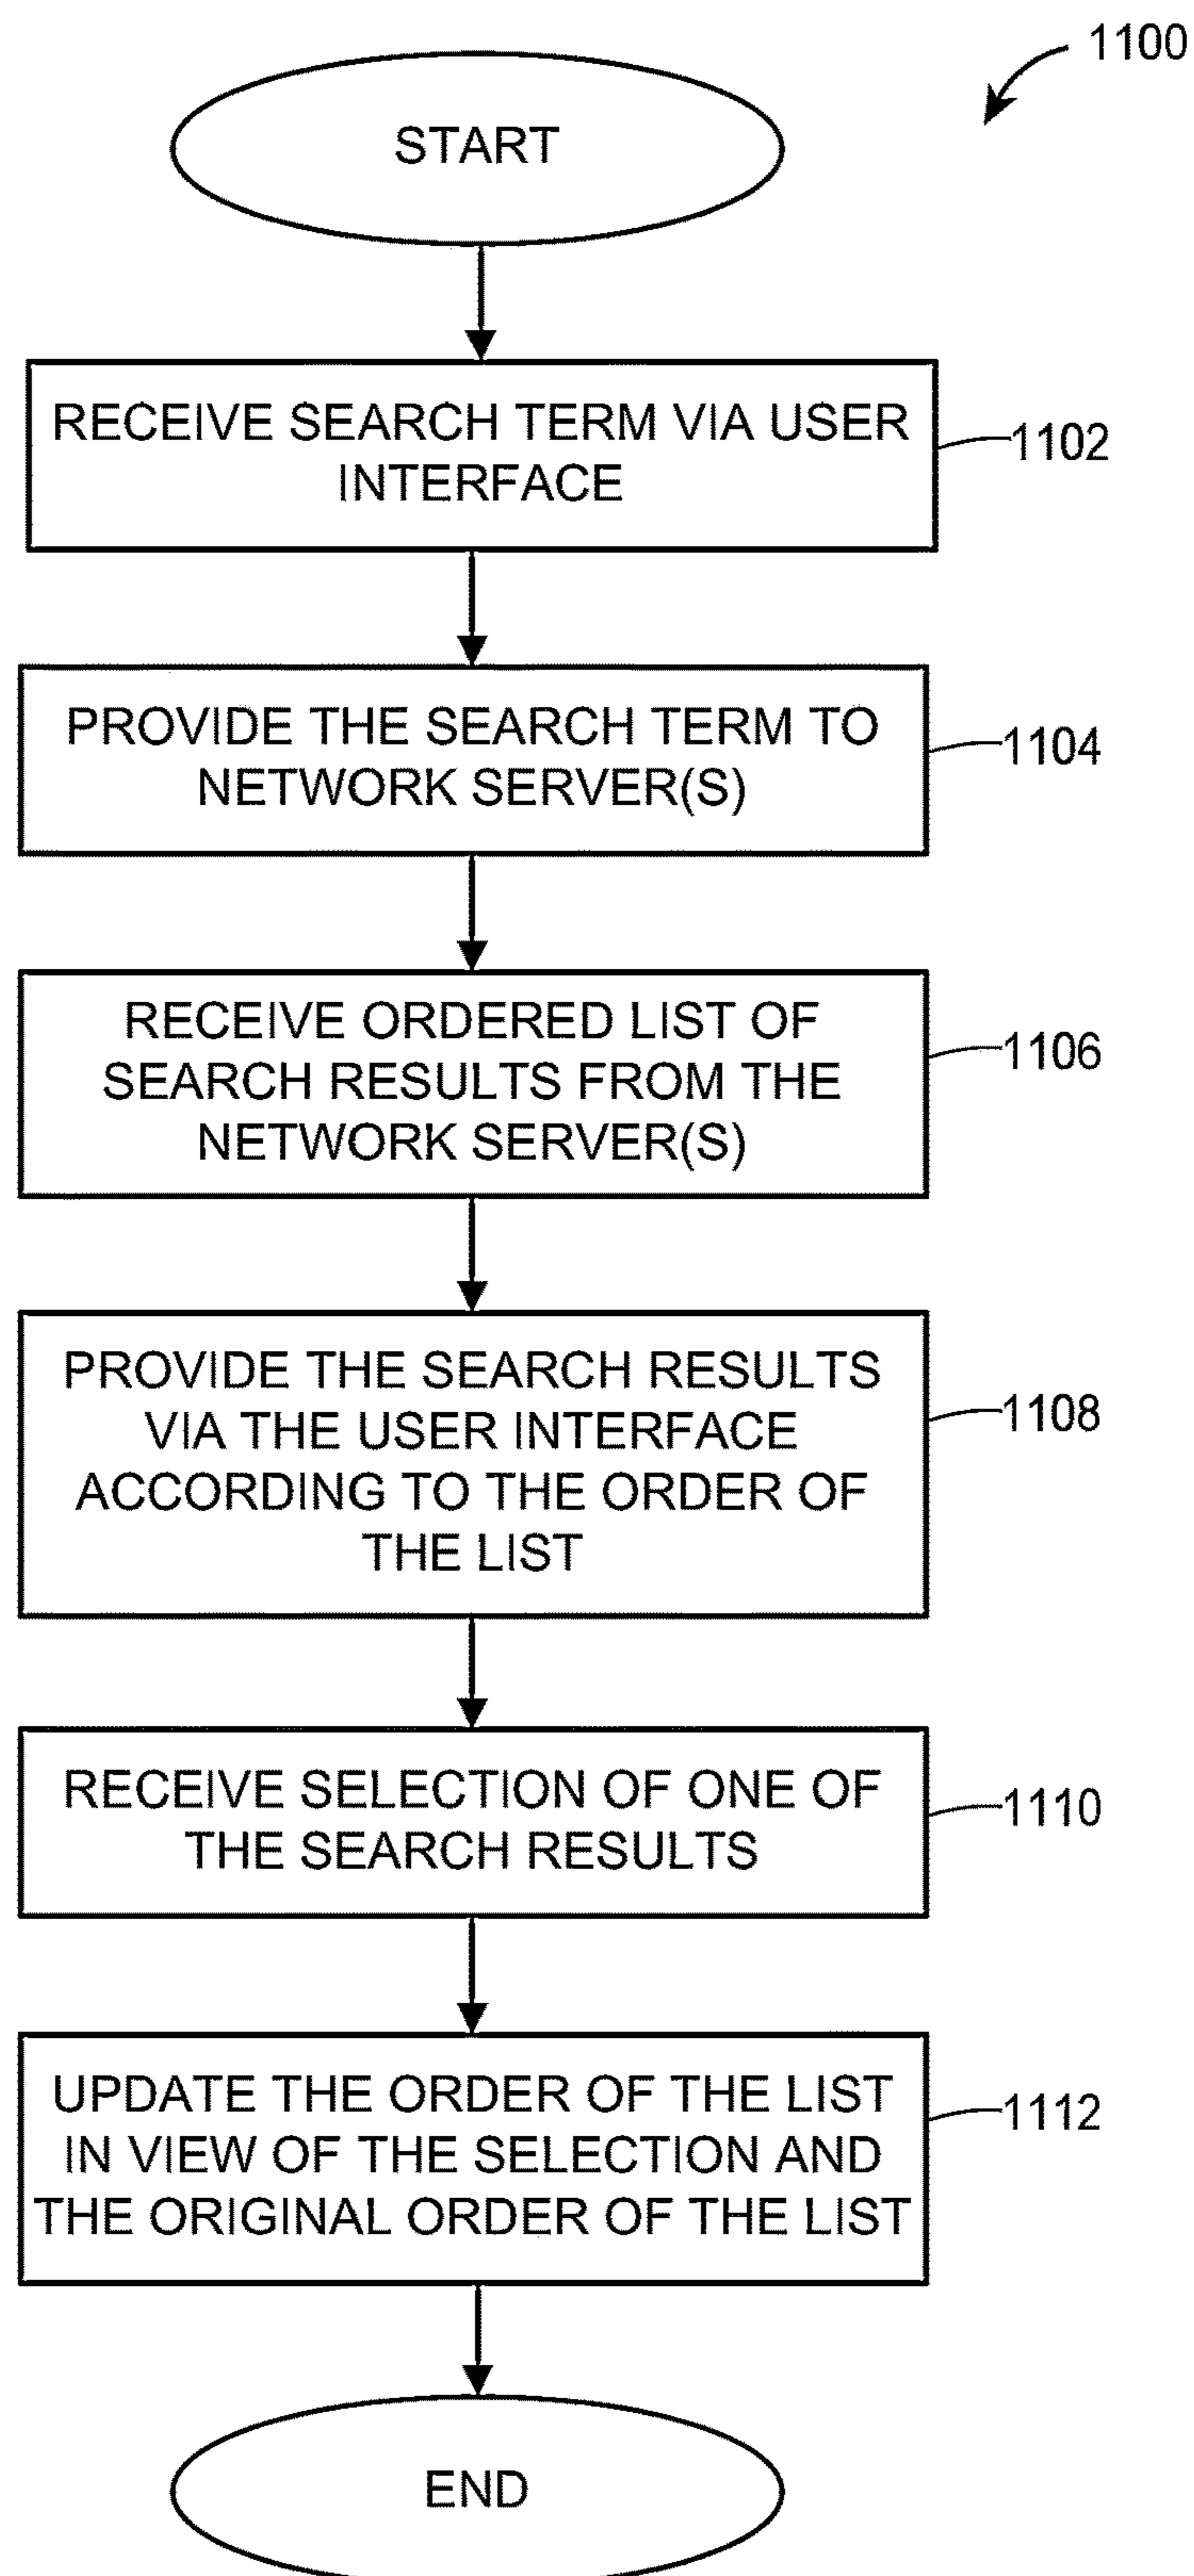 1100
START
RECEIVE SEARCH TERM VIA USER
INTERFACE
1102
PROVIDE THE SEARCH TERM TO
NETWORK SERVER(S)
1104
RECEIVE ORDERED LIST OF
SEARCH RESULTS FROM THE
NETWORK SERVER(S)
1106
PROVIDE THE SEARCH RESULTS
VIA THE USER INTERFACE
ACCORDING TO THE ORDER OF
THE LIST
1108
RECEIVE SELECTION OF ONE OF
THE SEARCH RESULTS
1110
UPDATE THE ORDER OF THE LIST
IN VIEW OF THE SELECTION AND
THE ORIGINAL ORDER OF THE LIST
1112
END